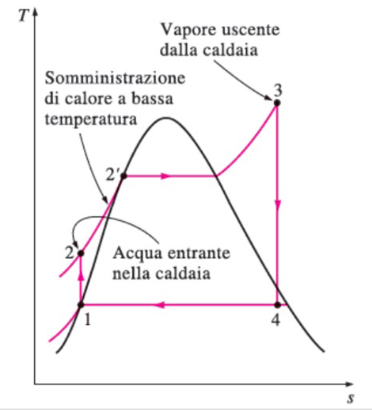 T
Vapore uscente
dalla caldaia
Somministrazione
di calore a bassa
temperatura
3
2'
2
Acqua entrante
nella caldaia
1
4
s